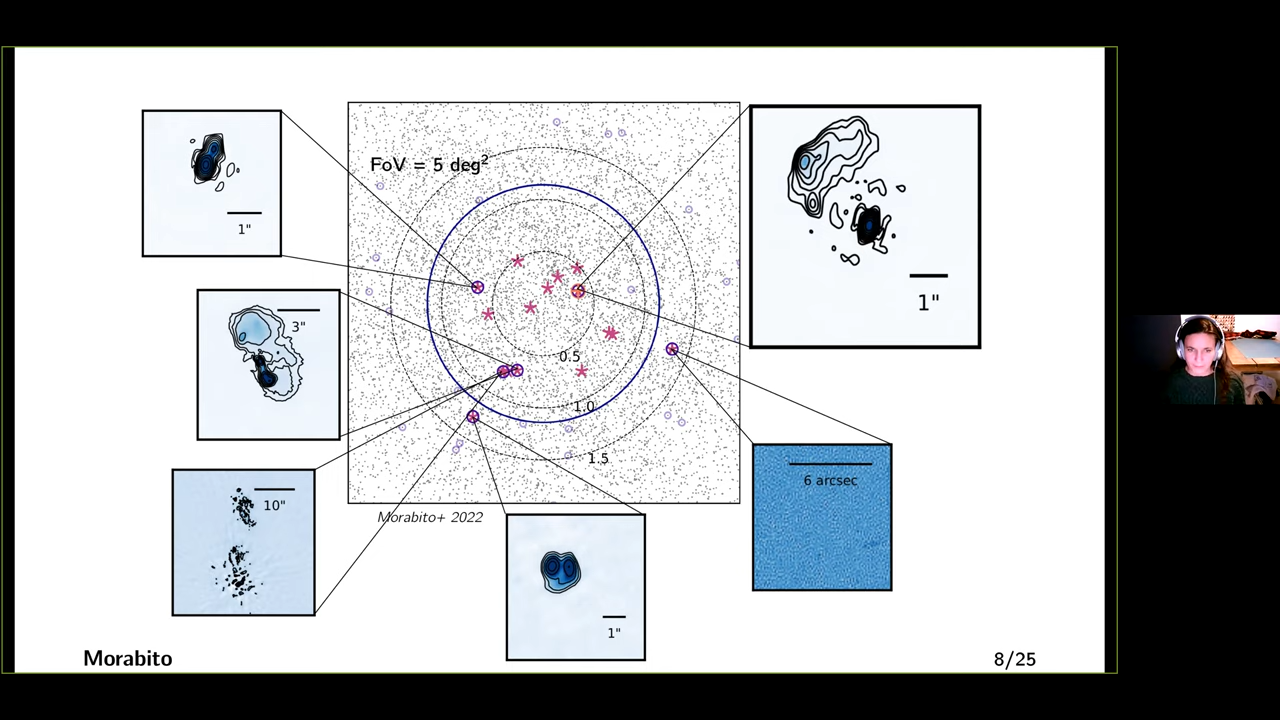 FoV = 5 deg²
1"
1"
3"
0.5
1.0
1.5
6 arcsec
10"
Morabito+ 2022
1"
Morabito
8/25